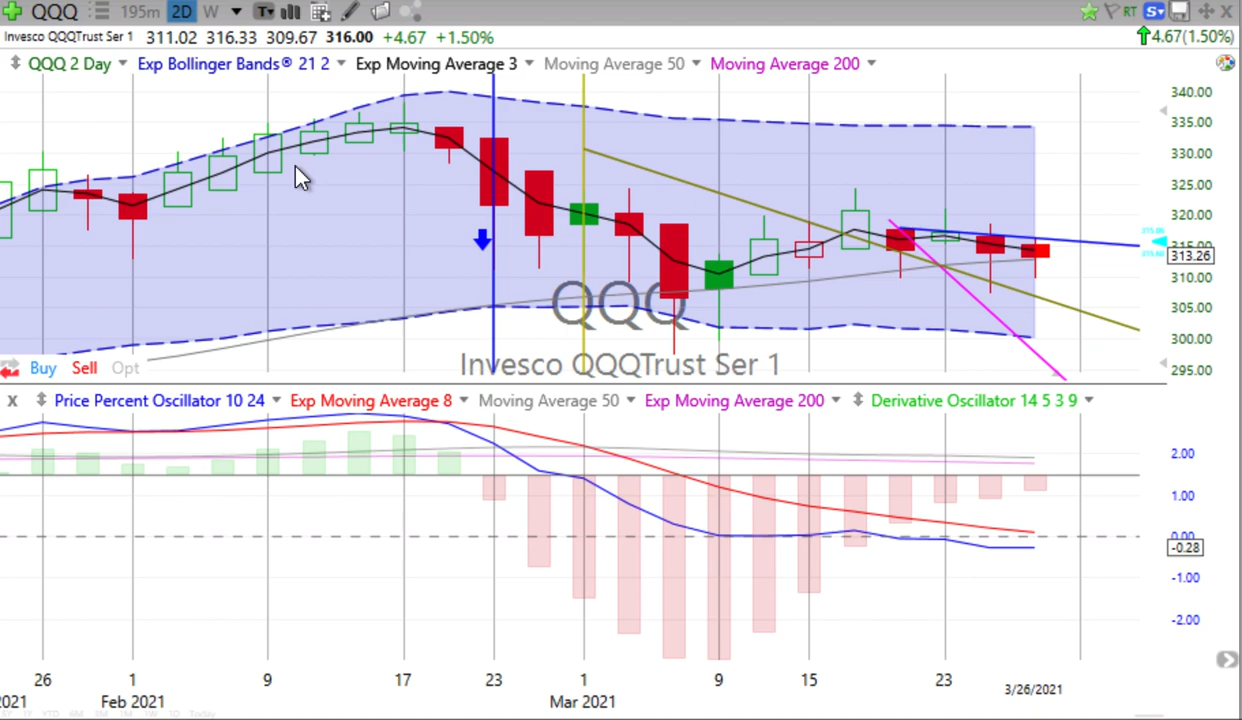 QQQ 195m 2D W T RT S
Invesco QQQTrust Ser 1 311.02 316.33 309.67 316.00 +4.67 +1.50% 4.67(1.50%)
QQQ 2 Day Exp Bollinger Bands® 21 2 Exp Moving Average 3 Moving Average 50 Moving Average 200
340.00
335.00
330.00
325.00
320.00
315.00
313.26
310.00
305.00
300.00
295.00
QQQ
Invesco QQQTrust Ser 1
Buy Sell Opt
X Price Percent Oscillator 10 24 Exp Moving Average 8 Moving Average 50 Exp Moving Average 200 Derivative Oscillator 14 5 3 9
2.00
1.00
0.00
-0.28
-1.00
-2.00
26 1 9 17 23 1 9 15 23 3/26/2021
2021 Feb 2021 Mar 2021